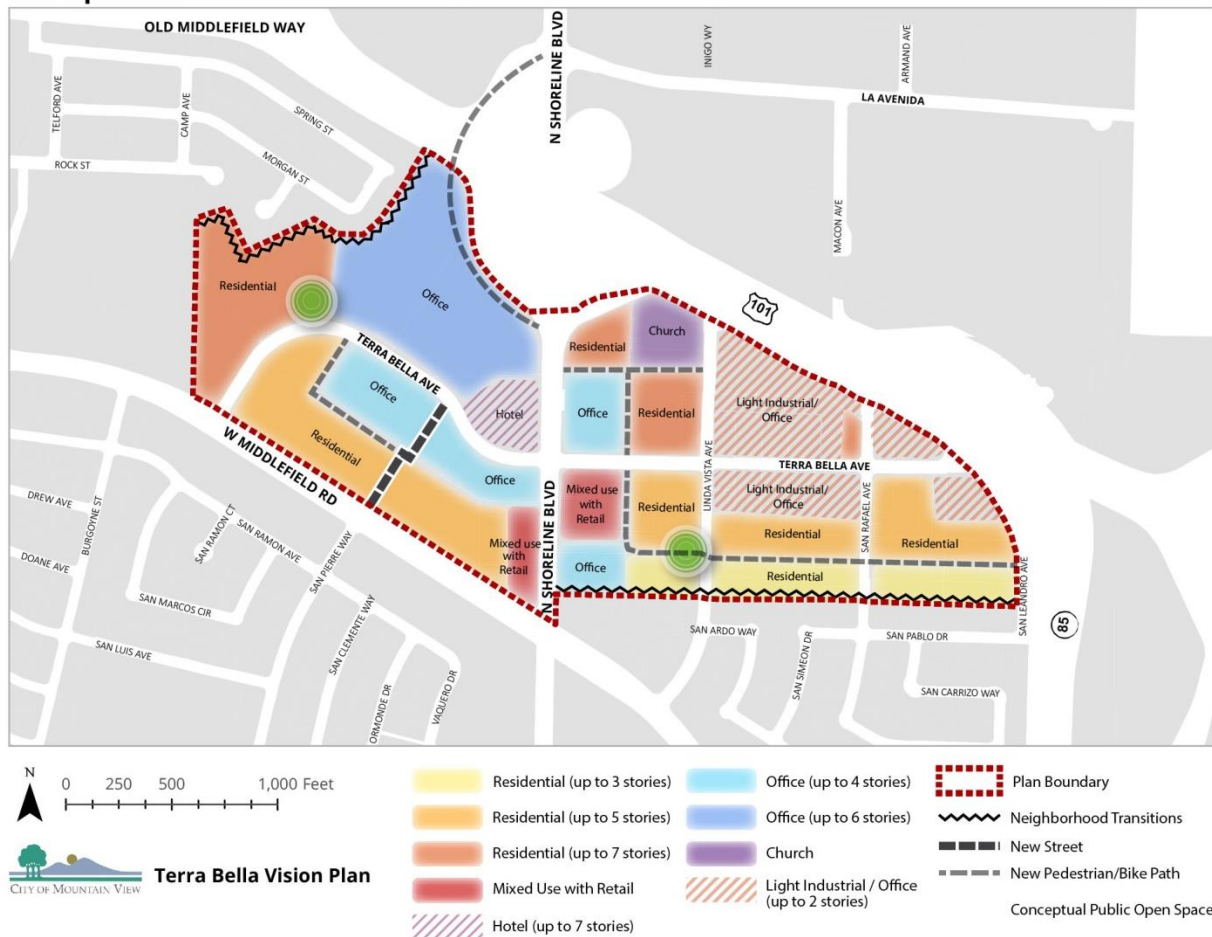 OLD MIDDLEFIELD WAY
N SHORELINE BLVD
INIGO WY
ARMAND AVE
LA AVENIDA
TELFORD AVE
CAMP AVE
SPRING ST
MORGAN ST
ROCK ST
MACON AVE
101
Residential
Office
Church
Residential
TERRA BELLA AVE
Office
Hotel
Office
Residential
Light Industrial/
Office
LINDA VISTA AVE
TERRA BELLA AVE
W MIDDLEFIELD RD
Residential
Office
N SHORELINE BLVD
Mixed use
with
Retail
Mixed use
with
Retail
Residential
Light Industrial/
Office
SAN RAFAEL AVE
Residential
Residential
Office
Residential
SAN LEANDRO AVE
85
DREW AVE
BURGOYNE ST
SAN RAMON CT
SAN RAMON AVE
DOANE AVE
SAN PIERRE WAY
SAN MARCOS CIR
SAN CLEMENTE WAY
SAN LUIS AVE
ORMONDE DR
VAQUERO DR
SAN ARDO WAY
SAN SIMEON DR
SAN PABLO DR
SAN CARRIZO WAY
N
0 250 500 1,000 Feet
CITY OF MOUNTAIN VIEW
Terra Bella Vision Plan
Residential (up to 3 stories)
Residential (up to 5 stories)
Residential (up to 7 stories)
Mixed Use with Retail
Hotel (up to 7 stories)
Office (up to 4 stories)
Office (up to 6 stories)
Church
Light Industrial / Office
(up to 2 stories)
Plan Boundary
Neighborhood Transitions
New Street
New Pedestrian/Bike Path
Conceptual Public Open Space